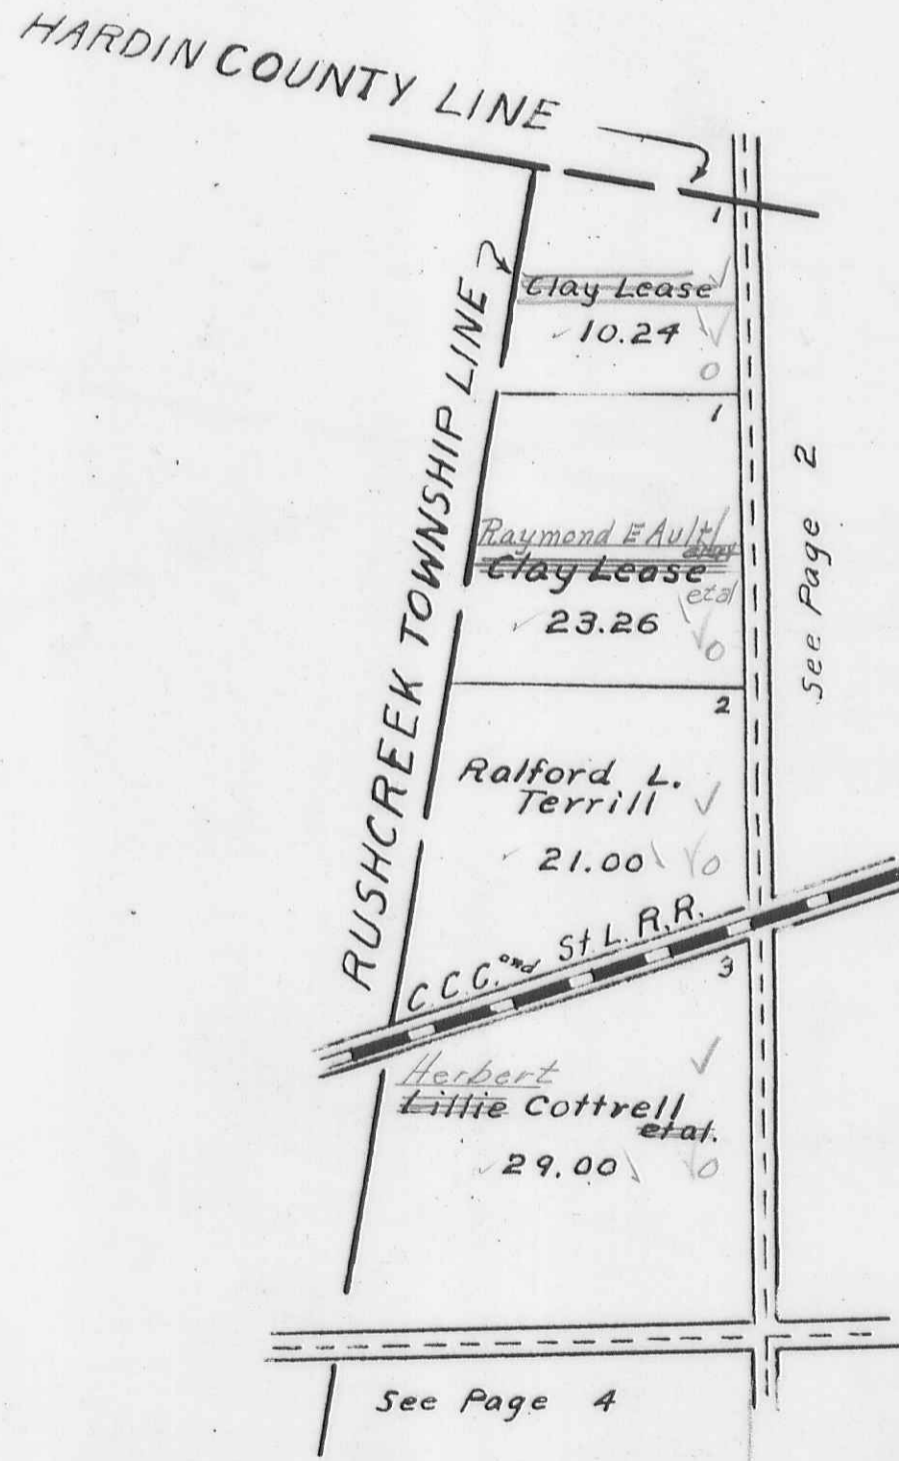 HARDIN COUNTY LINE
1
Clay Lease
10.24
0
RUSHCREEK TOWNSHIP LINE
1
Raymond E Ault
Clay Lease
etal
23.26
0
See Page 2
2
Ralford L.
Terrill
21.00
0
C.C.C. and St. L. R.R.
3
Herbert
Lillie Cottrell
etal.
29.00
0
See Page 4